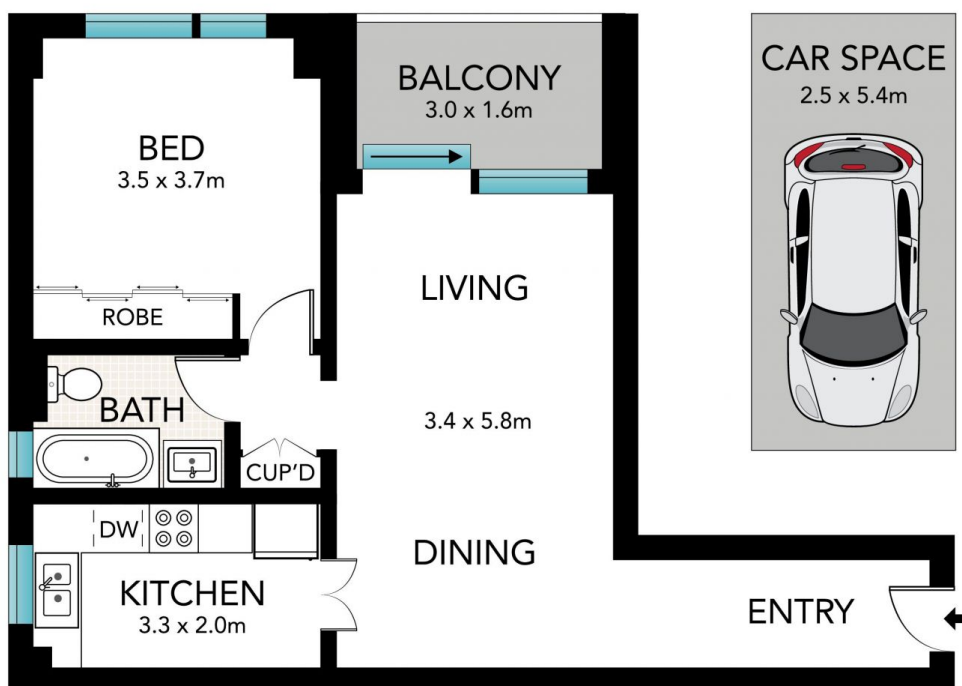 BED
3.5 x 3.7m
ROBE
BALCONY
3.0 x 1.6m
CAR SPACE
2.5 x 5.4m
LIVING
3.4 x 5.8m
DINING
BATH
CUP'D
DW
KITCHEN
3.3 x 2.0m
ENTRY